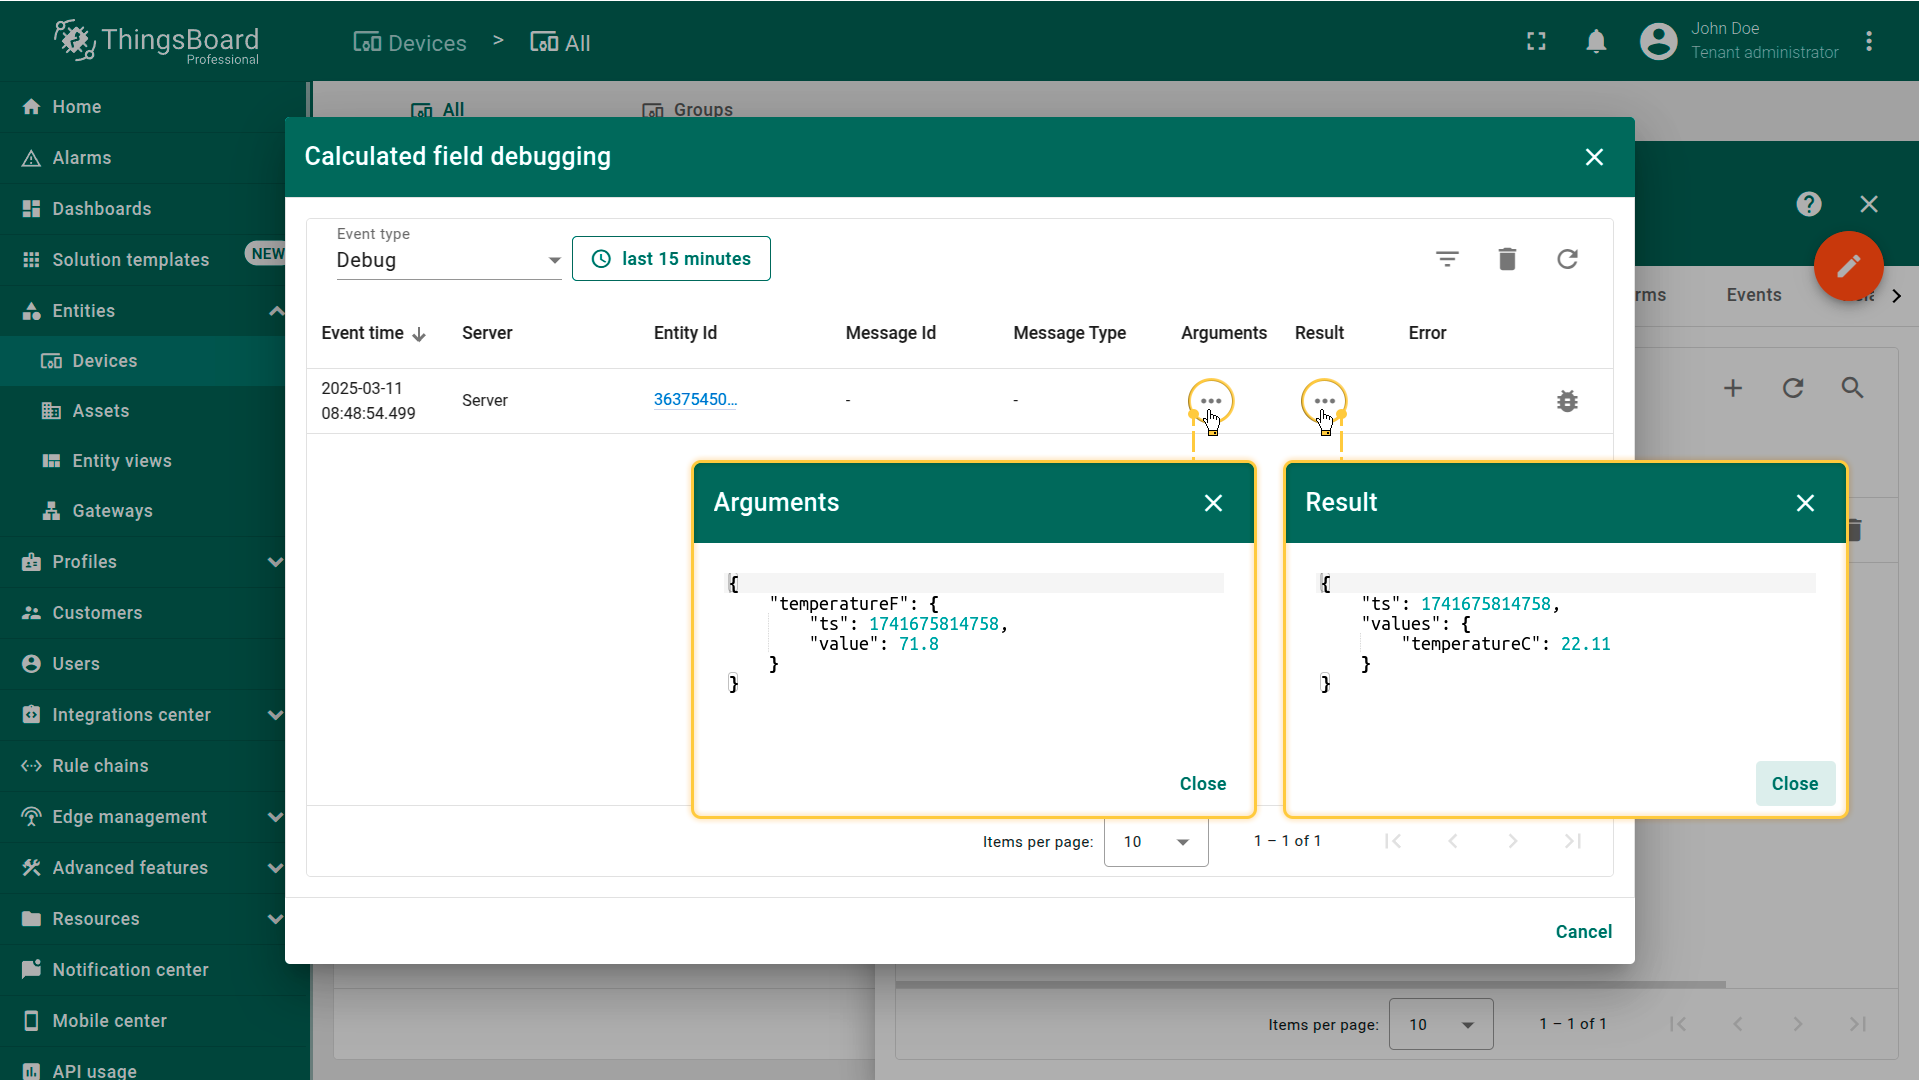 ThingsBoard
Professional
Devices > All
John Doe
Tenant administrator
Home
Alarms
Dashboards
Solution templates NEW
Entities
Devices
Assets
Entity views
Gateways
Profiles
Customers
Users
Integrations center
Rule chains
Edge management
Advanced features
Resources
Notification center
Mobile center
API usage
All Groups
Calculated field debugging
Event type
Debug
last 15 minutes
Event time Server Entity Id Message Id Message Type Arguments Result Error
2025-03-11
08:48:54.499
Server 36375450... - -
Arguments
{
"temperatureF": {
"ts": 1741675814758,
"value": 71.8
}
}
Close
Result
{
"ts": 1741675814758,
"values": {
"temperatureC": 22.11
}
}
Close
Items per page: 10 1 – 1 of 1
Cancel
rms Events
Items per page: 10 1 – 1 of 1